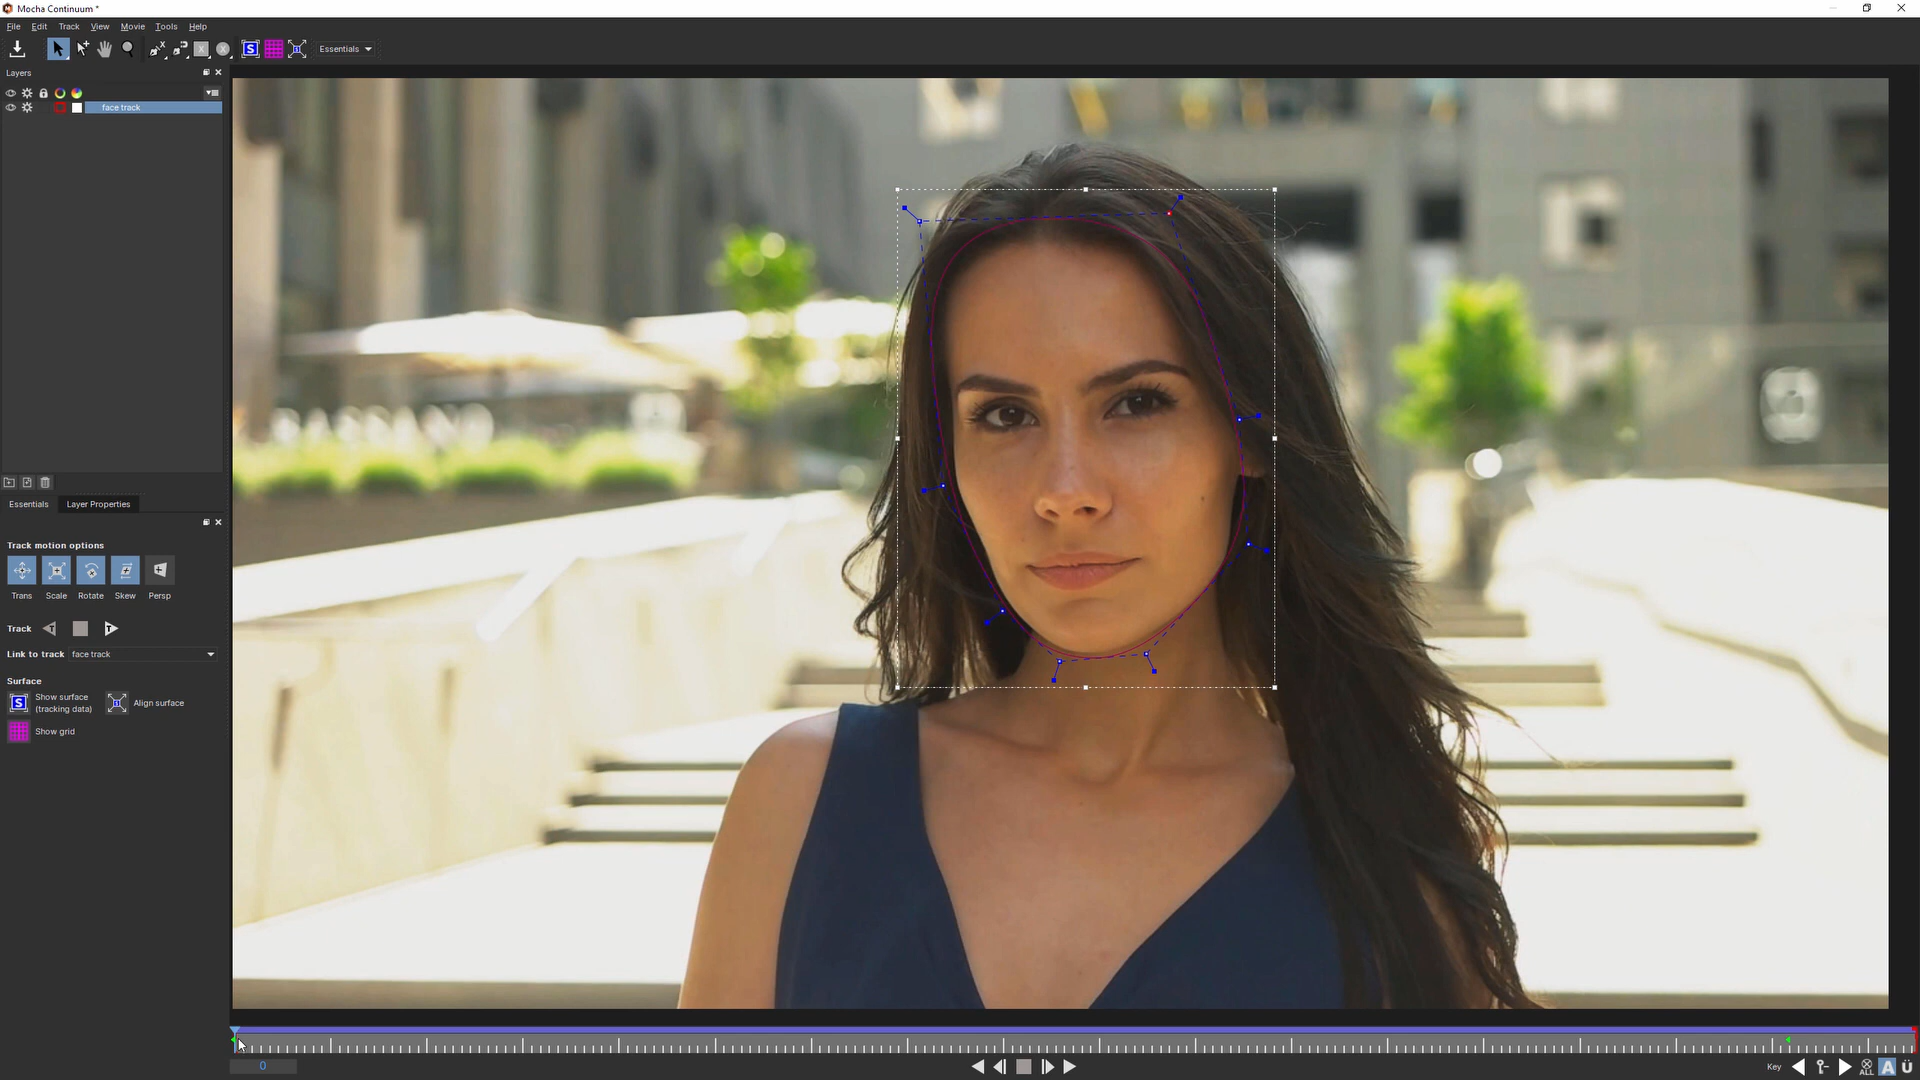 Mocha Continuum *
File Edit Track View Movie Tools Help
S
Essentials
Layers
face track
Essentials Layer Properties
Track motion options
Trans Scale Rotate Skew Persp
Track T T
Link to track face track
Surface
S Show surface (tracking data) Align surface
Show grid
0
Key ALL A Ü